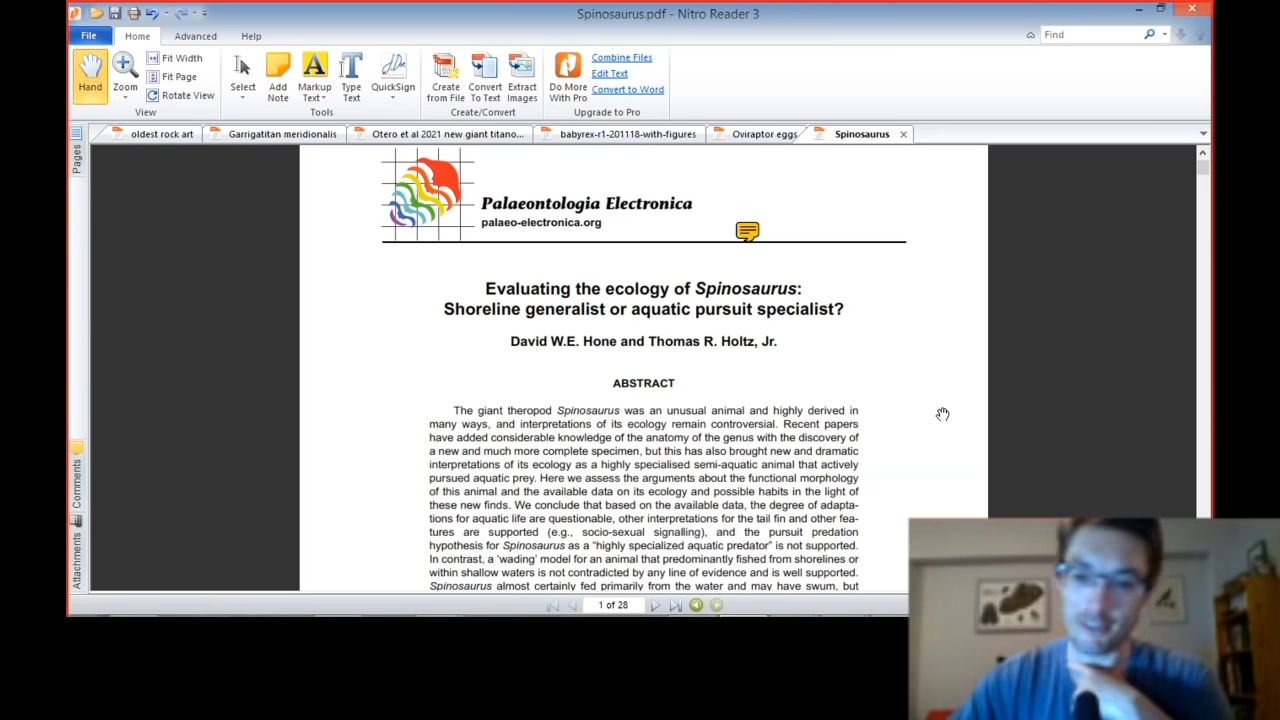 Spinosaurus.pdf - Nitro Reader 3
File Home Advanced Help
Find
Hand
Zoom
Fit Width
Fit Page
Rotate View
View
Select
Add Note
Markup Text
Type Text
QuickSign
Tools
Create from File
Convert To Text
Extract Images
Create/Convert
Do More With Pro
Combine Files
Edit Text
Convert to Word
Upgrade to Pro
oldest rock art
Garrigatitan meridionalis
Otero et al 2021 new giant titano...
babyrex-r1-201118-with-figures
Oviraptor eggs
Spinosaurus
Pages
Comments
Attachments
Palaeontologia Electronica
palaeo-electronica.org
Evaluating the ecology of Spinosaurus:
Shoreline generalist or aquatic pursuit specialist?
David W.E. Hone and Thomas R. Holtz, Jr.
ABSTRACT
The giant theropod Spinosaurus was an unusual animal and highly derived in
many ways, and interpretations of its ecology remain controversial. Recent papers
have added considerable knowledge of the anatomy of the genus with the discovery of
a new and much more complete specimen, but this has also brought new and dramatic
interpretations of its ecology as a highly specialised semi-aquatic animal that actively
pursued aquatic prey. Here we assess the arguments about the functional morphology
of this animal and the available data on its ecology and possible habits in the light of
these new finds. We conclude that based on the available data, the degree of adapta-
tions for aquatic life are questionable, other interpretations for the tail fin and other fea-
tures are supported (e.g., socio-sexual signalling), and the pursuit predation
hypothesis for Spinosaurus as a “highly specialized aquatic predator” is not supported.
In contrast, a ‘wading’ model for an animal that predominantly fished from shorelines or
within shallow waters is not contradicted by any line of evidence and is well supported.
Spinosaurus almost certainly fed primarily from the water and may have swum, but
1 of 28